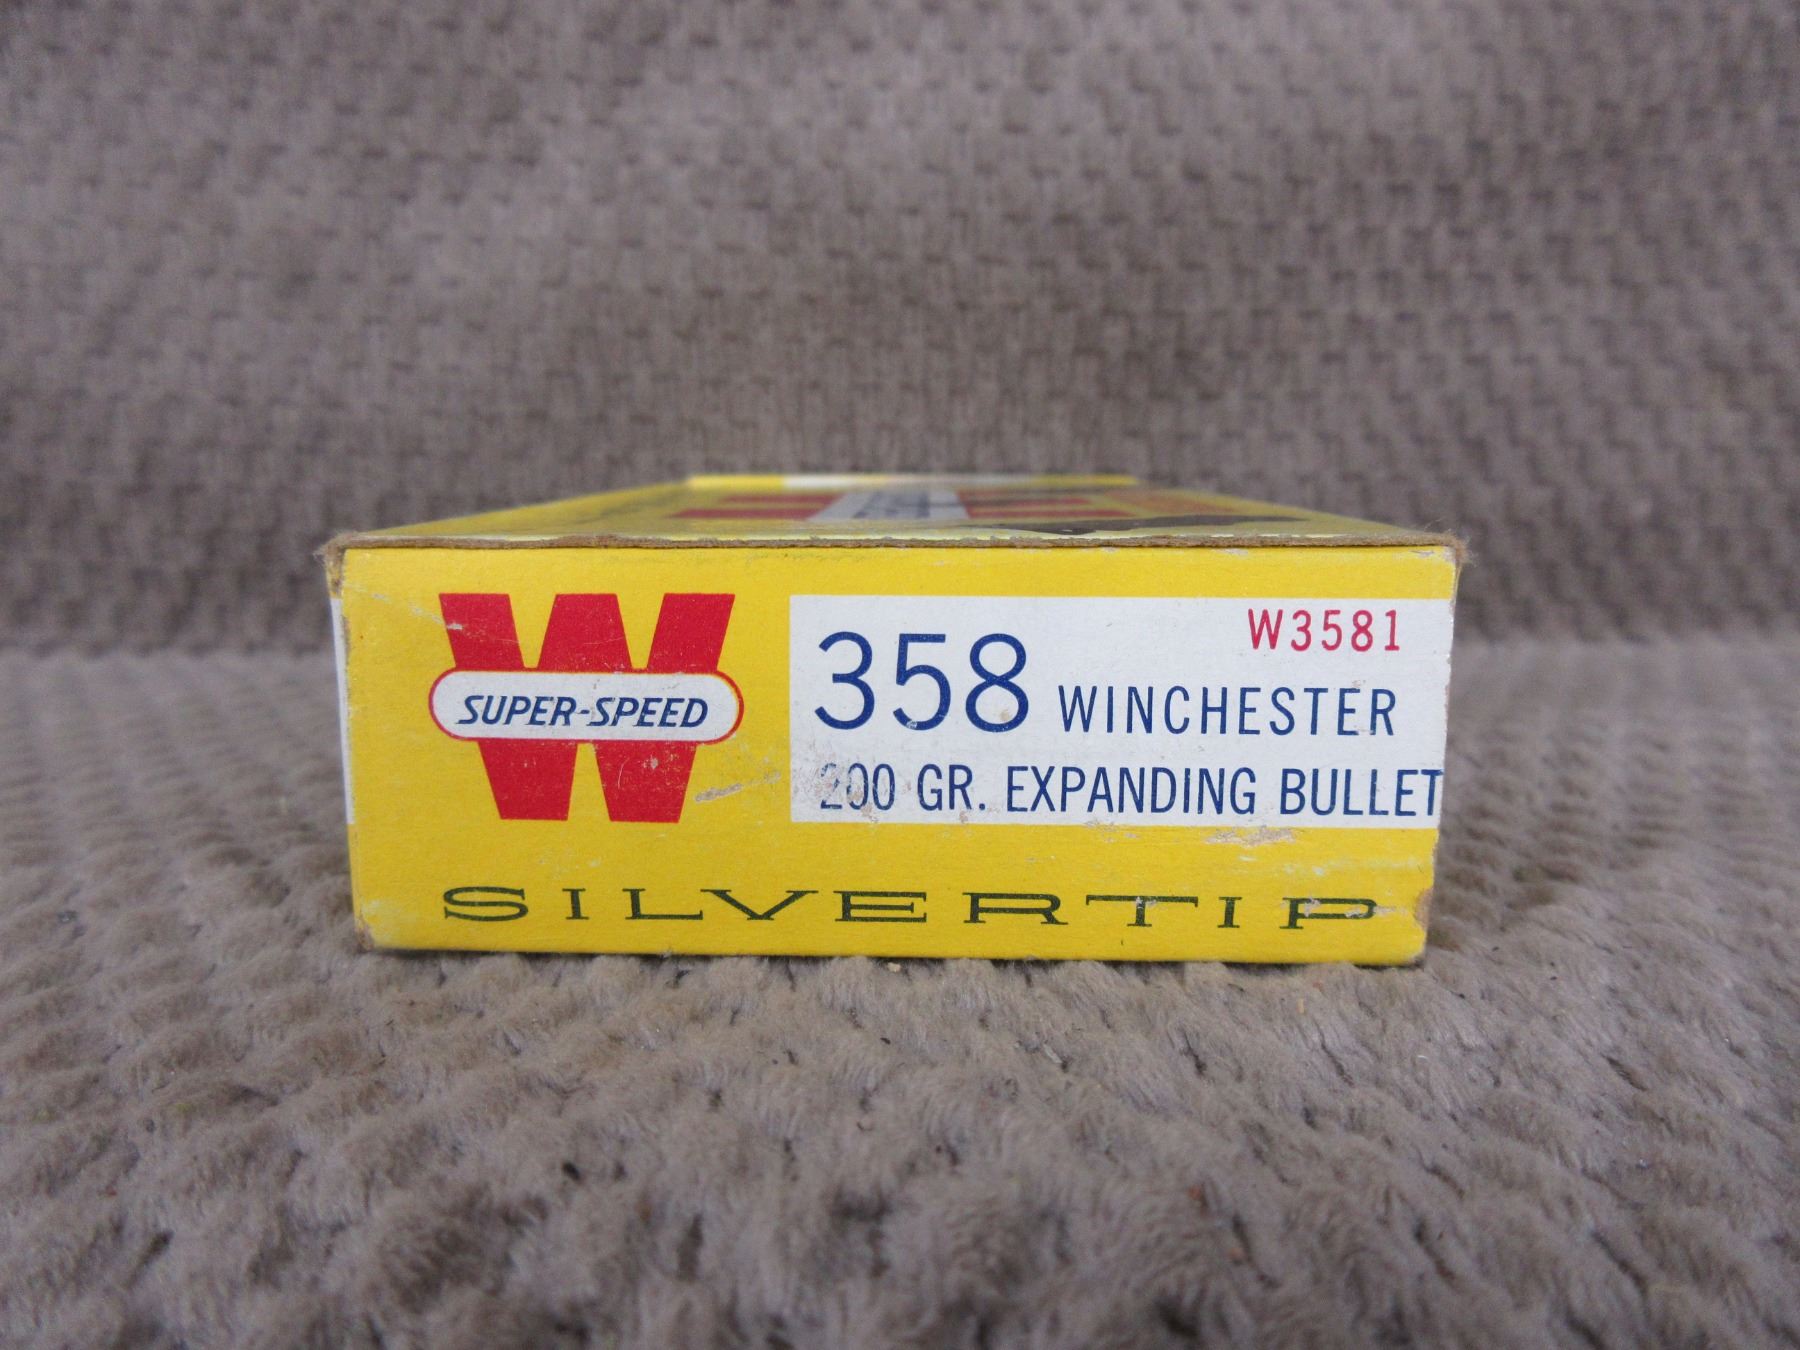 W
SUPER-SPEED
W3581
358 WINCHESTER
200 GR. EXPANDING BULLET
SILVERTIP